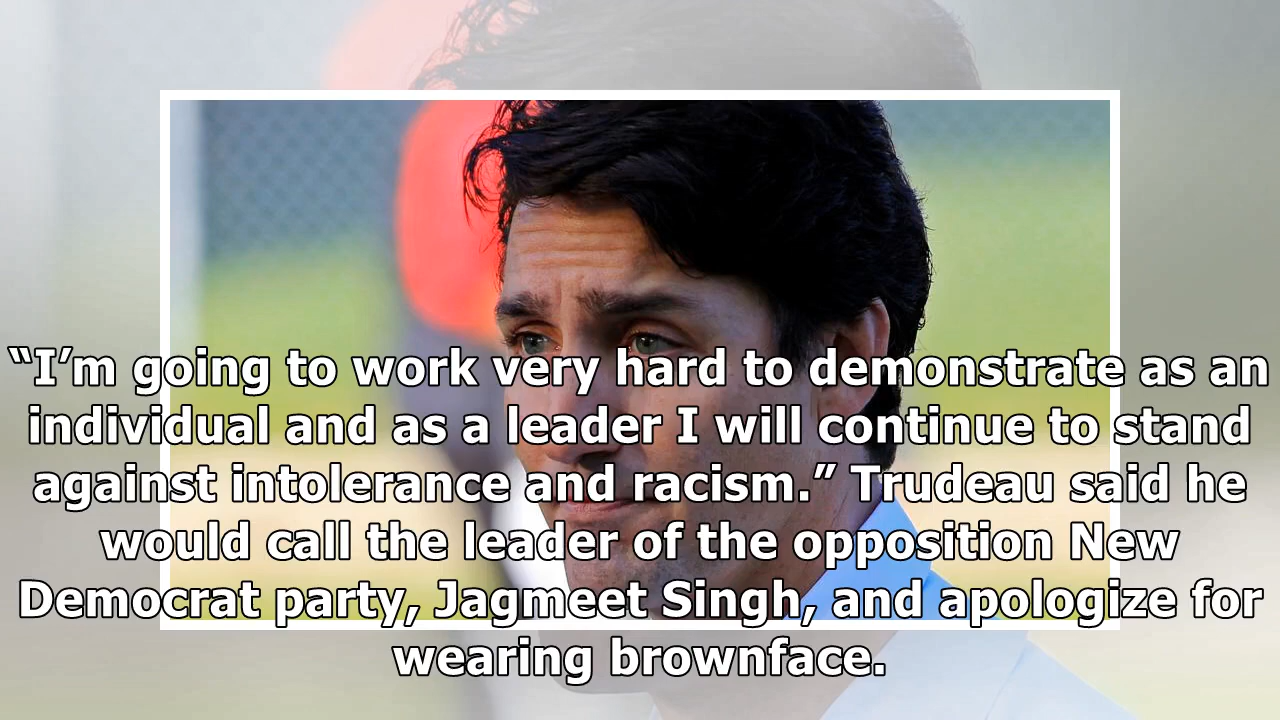 “I’m going to work very hard to demonstrate as an
individual and as a leader I will continue to stand
against intolerance and racism.” Trudeau said he
would call the leader of the opposition New
Democrat party, Jagmeet Singh, and apologize for
wearing brownface.